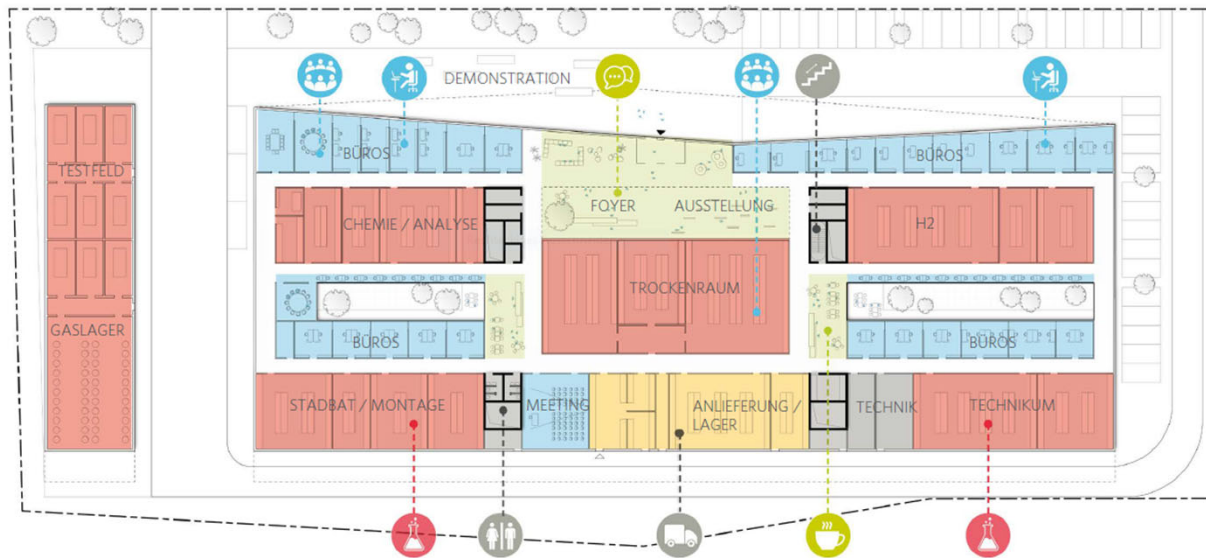 DEMONSTRATION
BÜROS
BÜROS
TESTFELD
CHEMIE / ANALYSE
FOYER
AUSSTELLUNG
H2
TROCKENRAUM
GASLAGER
BÜROS
BÜROS
STADBAT / MONTAGE
MEETING
ANLIEFERUNG /
LAGER
TECHNIK
TECHNIKUM